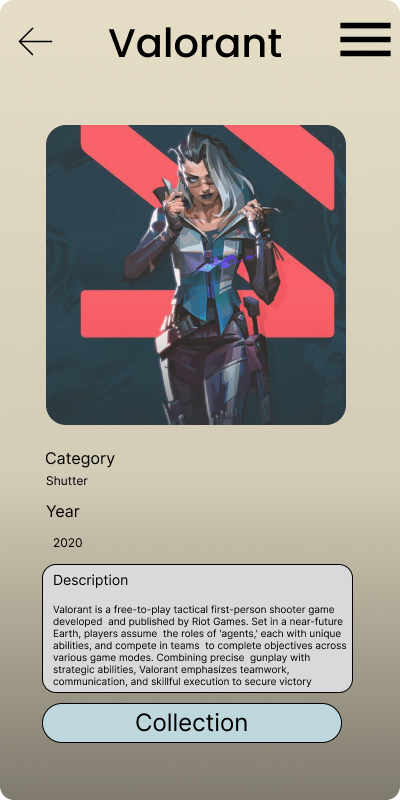 Valorant
Category
Shutter
Year
2020
Description
Valorant is a free-to-play tactical first-person shooter game
developed  and published by Riot Games. Set in a near-future
Earth, players assume  the roles of 'agents,' each with unique
abilities, and compete in teams  to complete objectives across
various game modes. Combining precise  gunplay with
strategic abilities, Valorant emphasizes teamwork,
communication, and skillful execution to secure victory
Collection